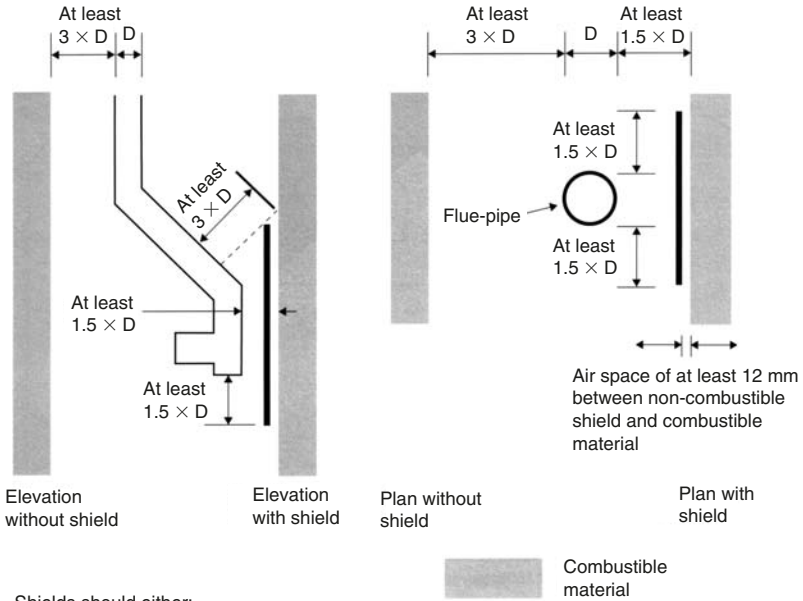 At least
3 × D
D
At least
3 × D
D
At least
1.5 × D
At least
3 × D
At least
1.5 × D
Flue-pipe
At least
1.5 × D
At least
1.5 × D
At least
1.5 × D
Air space of at least 12 mm
between non-combustible
shield and combustible
material
Elevation
without shield
Elevation
with shield
Plan without
shield
Plan with
shield
Combustible
material
Shields should either: